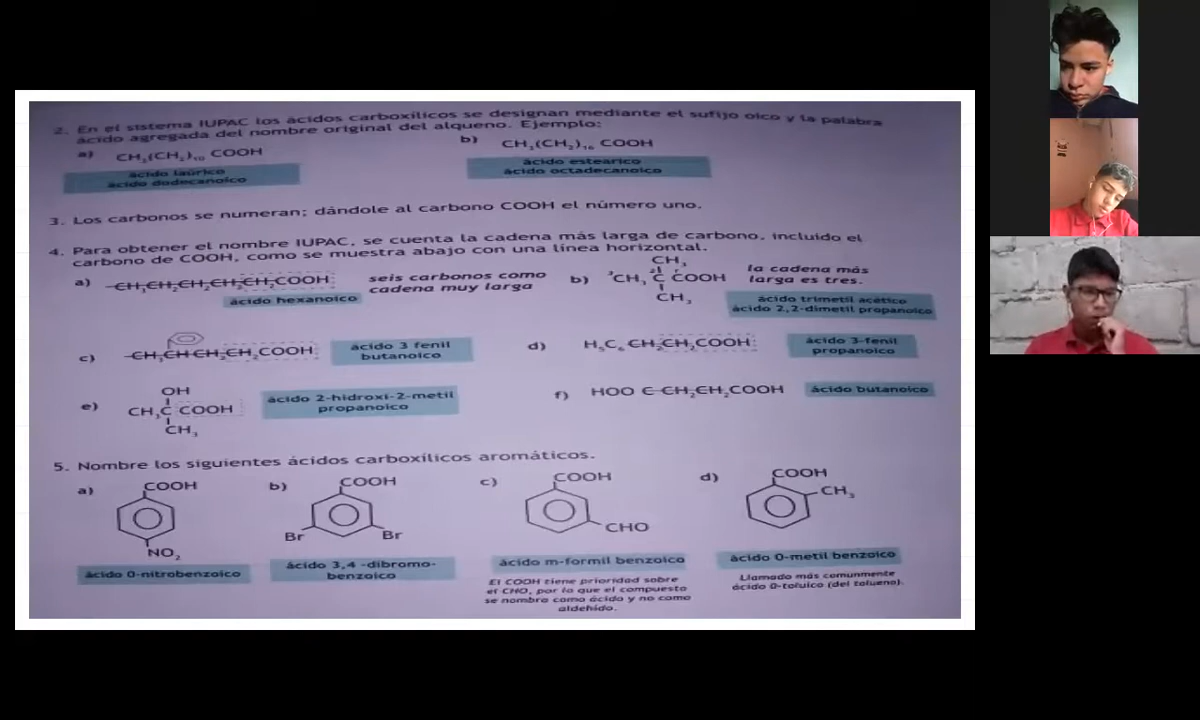 2. En el sistema IUPAC los ácidos carboxílicos se designan mediante el sufijo oico y la palabra
ácido agregada del nombre original del alqueno. Ejemplo:
a) CH₃(CH₂)₁₀ COOH
ácido laúrico
ácido dodecanoico
b) CH₃(CH₂)₁₆ COOH
ácido estearico
ácido octadecanoico
3. Los carbonos se numeran; dándole al carbono COOH el número uno.
4. Para obtener el nombre IUPAC, se cuenta la cadena más larga de carbono, incluido el
carbono de COOH, como se muestra abajo con una línea horizontal.
a) CH₃CH₂CH₂CH₂CH₂COOH
seis carbonos como
cadena muy larga
ácido hexanoico
b)
CH₃
³CH₃ C COOH
CH₃
la cadena más
larga es tres.
ácido trimetil acético
ácido 2,2-dimetil propanoico
c) CH₃CH CH₂CH₂COOH
ácido 3 fenil
butanoico
d) H₅C₆ CH₂CH₂COOH
ácido 3-fenil
propanoico
e)
OH
CH₃C COOH
CH₃
ácido 2-hidroxi-2-metil
propanoico
f) HOO C CH₂CH₂COOH
ácido butanoico
5. Nombre los siguientes ácidos carboxílicos aromáticos.
a)
COOH
NO₂
ácido 0-nitrobenzoico
b)
COOH
Br Br
ácido 3,4 -dibromo-
benzoico
c)
COOH
CHO
ácido m-formil benzoico
El COOH tiene prioridad sobre
el CHO, por lo que el compuesto
se nombra como ácido y no como
aldehído.
d)
COOH
CH₃
ácido 0-metil benzoico
Llamado más comunmente
ácido 0-toluico (del tolueno).